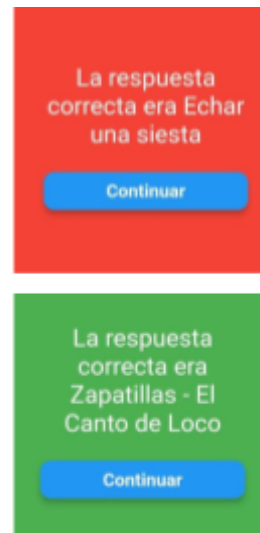 La respuesta
correcta era Echar
una siesta
Continuar
La respuesta
correcta era
Zapatillas - El
Canto de Loco
Continuar